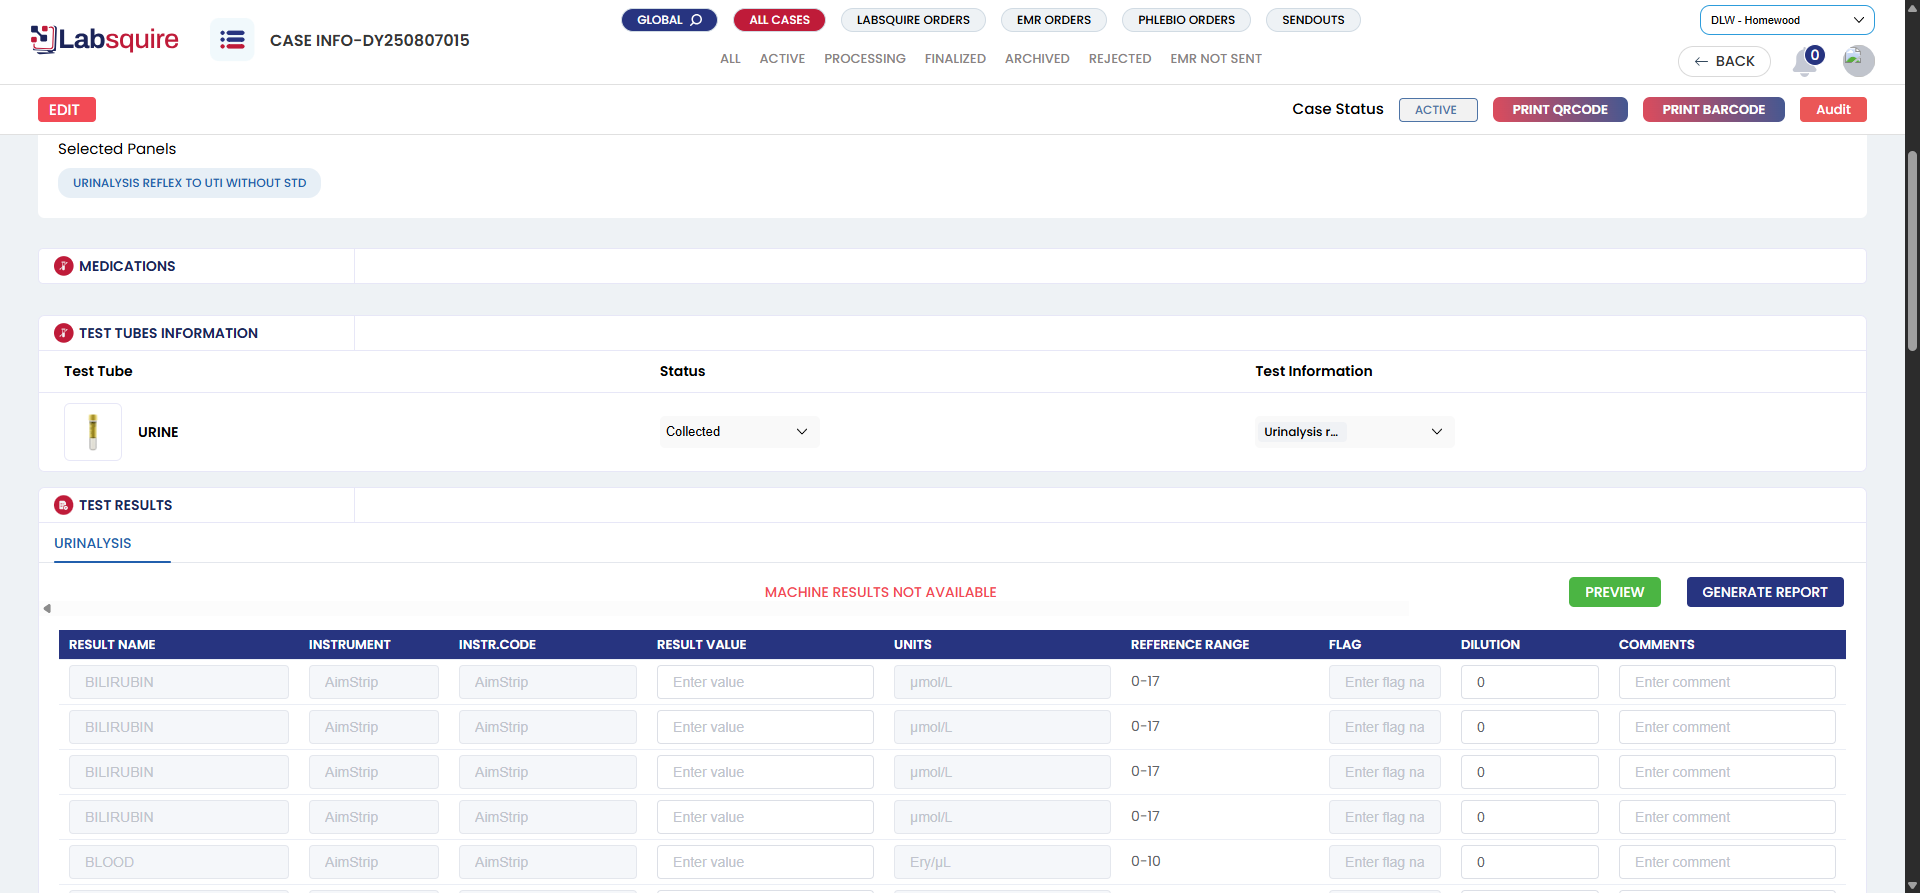 Labsquire
CASE INFO-DY250807015
GLOBAL ALL CASES LABSQUIRE ORDERS EMR ORDERS PHLEBIO ORDERS SENDOUTS
ALL ACTIVE PROCESSING FINALIZED ARCHIVED REJECTED EMR NOT SENT
DLW - Homewood
BACK 0
EDIT
Case Status ACTIVE PRINT QRCODE PRINT BARCODE Audit
Selected Panels
URINALYSIS REFLEX TO UTI WITHOUT STD
MEDICATIONS
TEST TUBES INFORMATION
Test Tube Status Test Information
URINE Collected Urinalysis r...
TEST RESULTS
URINALYSIS
MACHINE RESULTS NOT AVAILABLE PREVIEW GENERATE REPORT
RESULT NAME INSTRUMENT INSTR.CODE RESULT VALUE UNITS REFERENCE RANGE FLAG DILUTION COMMENTS
BILIRUBIN AimStrip AimStrip Enter value µmol/L 0-17 Enter flag na 0 Enter comment
BILIRUBIN AimStrip AimStrip Enter value µmol/L 0-17 Enter flag na 0 Enter comment
BILIRUBIN AimStrip AimStrip Enter value µmol/L 0-17 Enter flag na 0 Enter comment
BILIRUBIN AimStrip AimStrip Enter value µmol/L 0-17 Enter flag na 0 Enter comment
BLOOD AimStrip AimStrip Enter value Ery/µL 0-10 Enter flag na 0 Enter comment